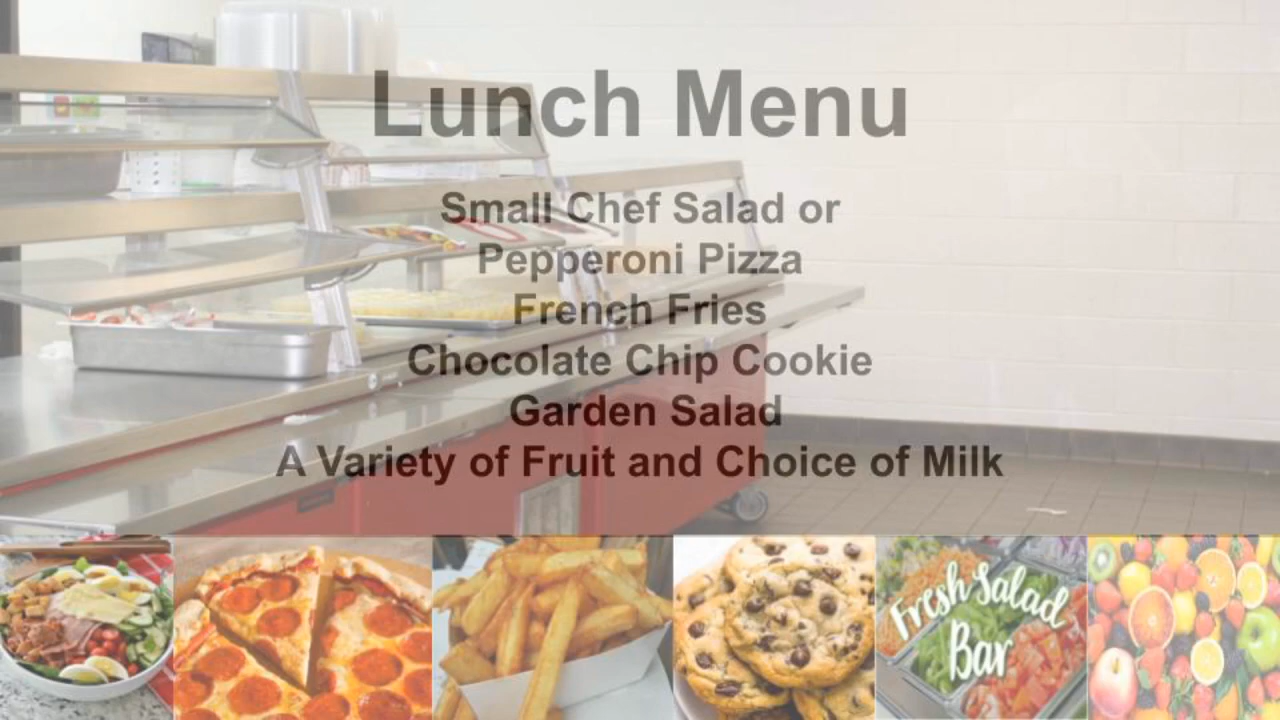 Lunch Menu
Small Chef Salad or
Pepperoni Pizza
French Fries
Chocolate Chip Cookie
Garden Salad
A Variety of Fruit and Choice of Milk
Fresh Salad
Bar